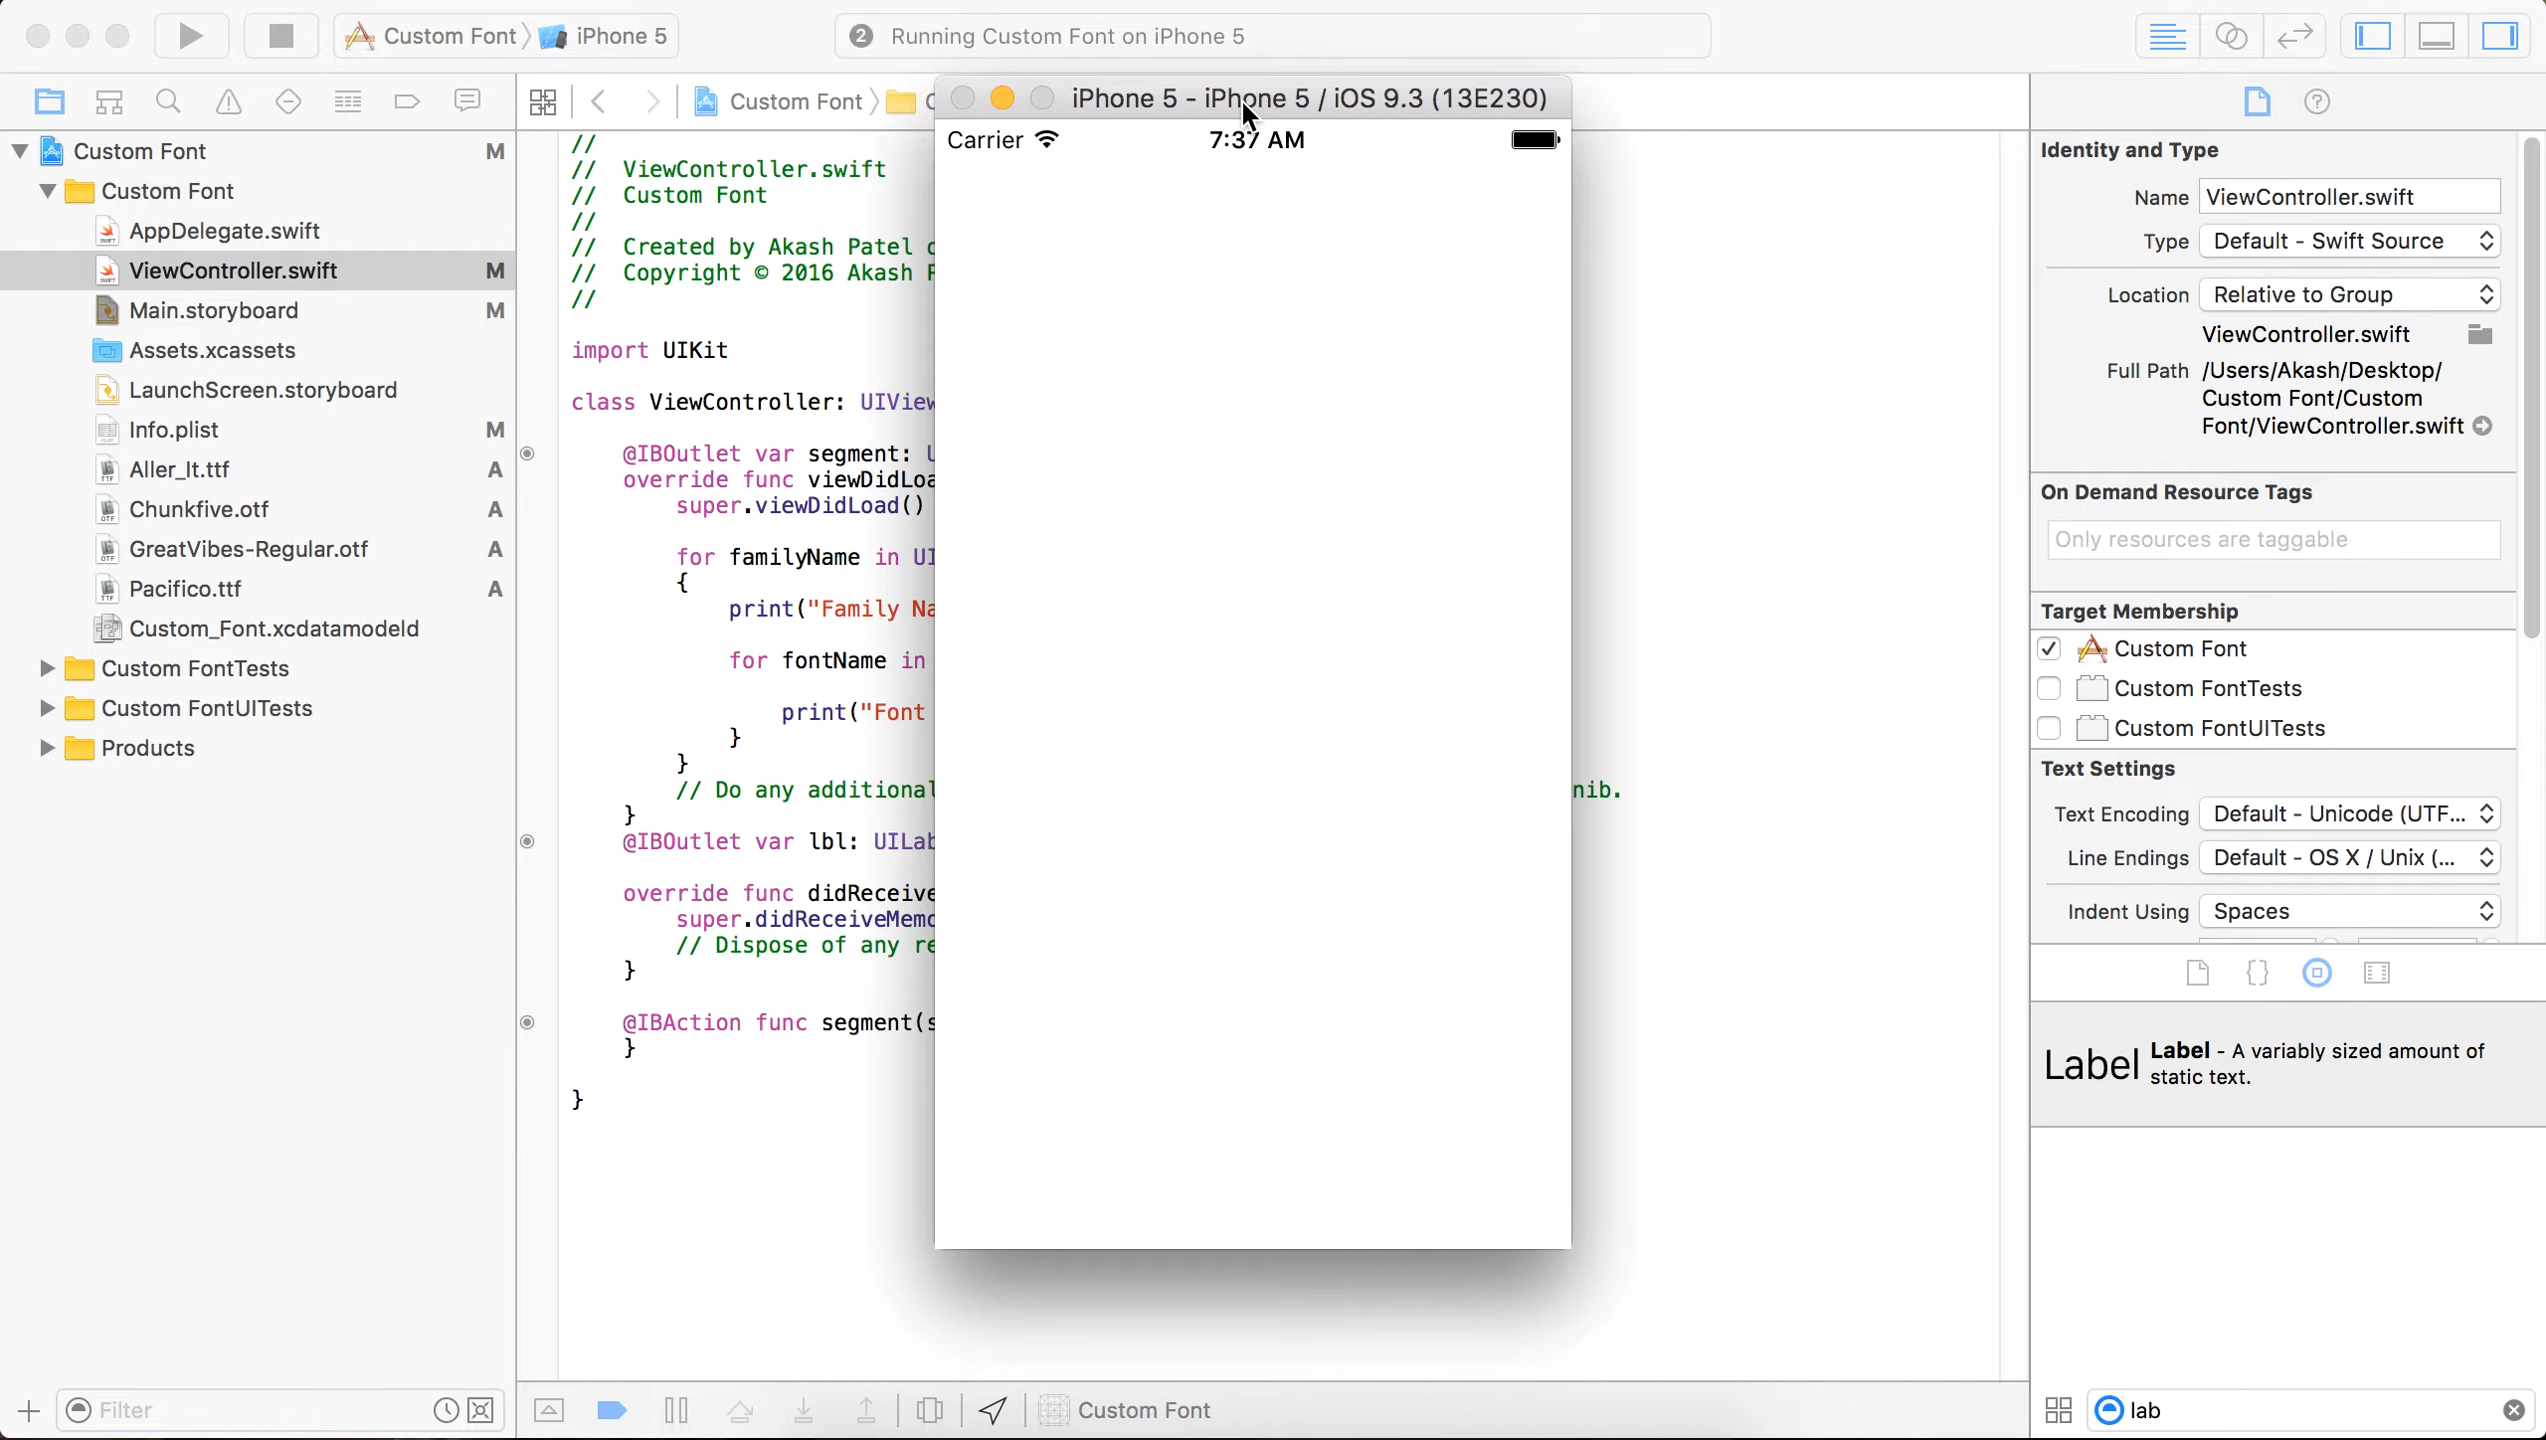 Custom Font
iPhone 5
2 Running Custom Font on iPhone 5
Custom Font
C
Custom Font M
Custom Font
AppDelegate.swift
ViewController.swift M
Main.storyboard M
Assets.xcassets
LaunchScreen.storyboard
Info.plist M
Aller_lt.ttf A
Chunkfive.otf A
GreatVibes-Regular.otf A
Pacifico.ttf A
Custom_Font.xcdatamodeld
Custom FontTests
Custom FontUITests
Products
Filter
//
// ViewController.swift
// Custom Font
//
// Created by Akash Patel
// Copyright © 2016 Akash P
//
import UIKit
class ViewController: UIView
@IBOutlet var segment: U
override func viewDidLoa
super.viewDidLoad()
for familyName in UI
{
print("Family Na
for fontName in
print("Font
}
}
// Do any additional nib.
}
@IBOutlet var lbl: UILab
override func didReceive
super.didReceiveMemo
// Dispose of any re
}
@IBAction func segment(s
}
}
Custom Font
iPhone 5 - iPhone 5 / iOS 9.3 (13E230)
Carrier 7:37 AM
Identity and Type
Name ViewController.swift
Type Default - Swift Source
Location Relative to Group
ViewController.swift
Full Path /Users/Akash/Desktop/
Custom Font/Custom
Font/ViewController.swift
On Demand Resource Tags
Only resources are taggable
Target Membership
Custom Font
Custom FontTests
Custom FontUITests
Text Settings
Text Encoding Default - Unicode (UTF...
Line Endings Default - OS X / Unix (...
Indent Using Spaces
{}
Label Label - A variably sized amount of
static text.
lab